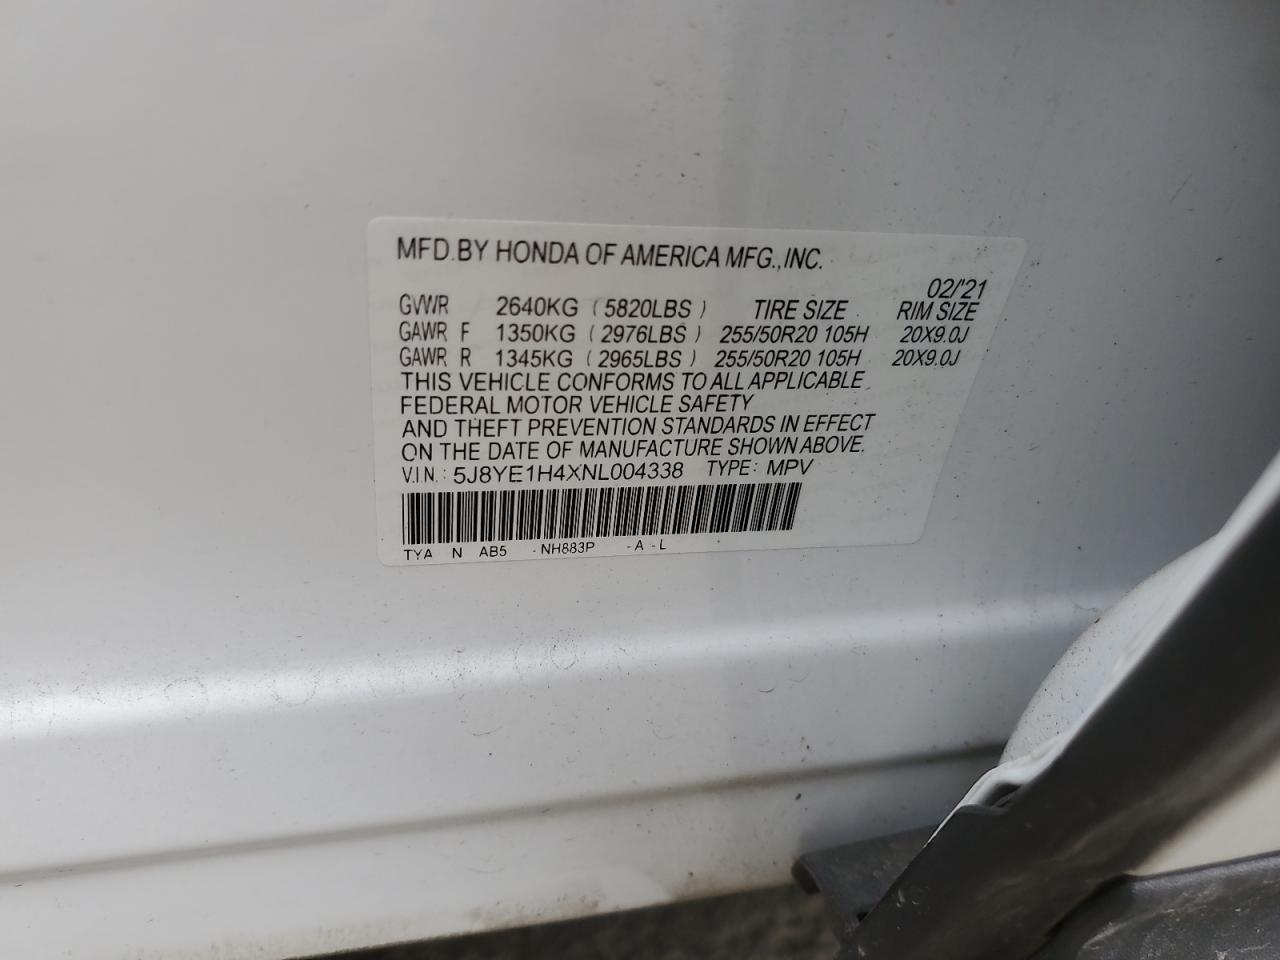 MFD.BY HONDA OF AMERICA MFG.,INC.
02/'21
GVWR 2640KG (5820LBS) TIRE SIZE RIM SIZE
GAWR F 1350KG (2976LBS) 255/50R20 105H 20X9.0J
GAWR R 1345KG (2965LBS) 255/50R20 105H 20X9.0J
THIS VEHICLE CONFORMS TO ALL APPLICABLE
FEDERAL MOTOR VEHICLE SAFETY
AND THEFT PREVENTION STANDARDS IN EFFECT
ON THE DATE OF MANUFACTURE SHOWN ABOVE.
V.I.N.: 5J8YE1H4XNL004338 TYPE: MPV
TYA N AB5 -NH883P -A -L